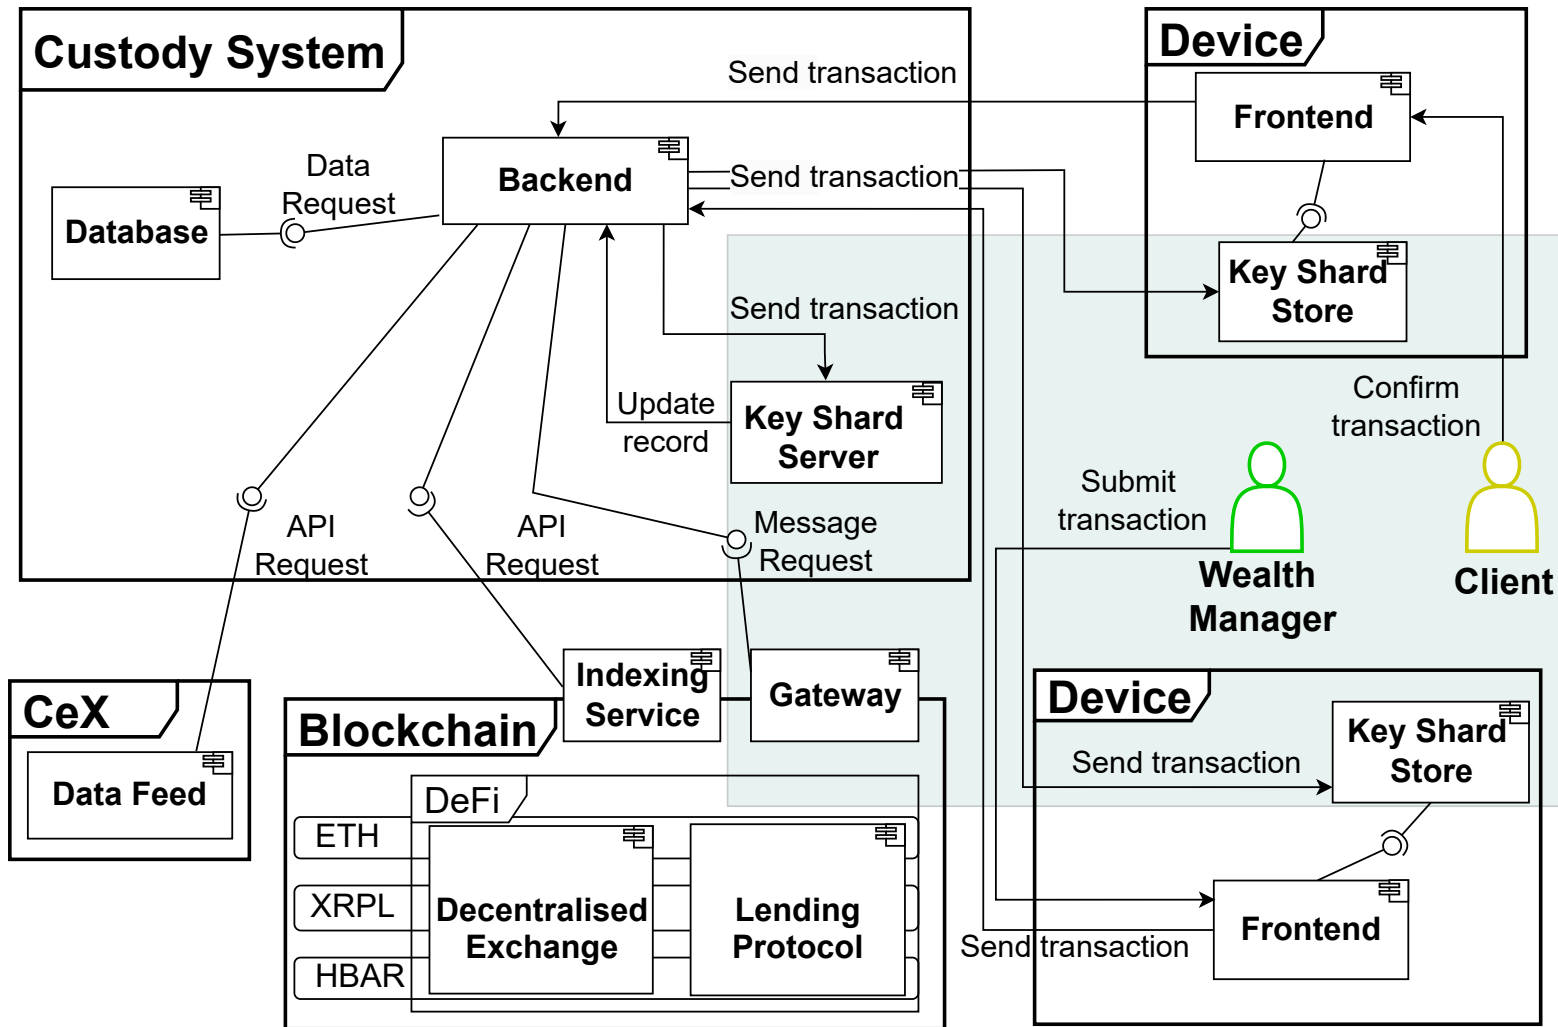 Custody System
Device
Send transaction
Frontend
Data
Request
Backend
Send transaction
Database
Key Shard
Store
Send transaction
Update
record
Key Shard
Server
Confirm
transaction
Submit
transaction
API
Request
API
Request
Message
Request
Wealth
Manager
Client
CeX
Data Feed
Blockchain
Indexing
Service
Gateway
Device
Key Shard
Store
Send transaction
DeFi
ETH
XRPL
HBAR
Decentralised
Exchange
Lending
Protocol
Frontend
Send transaction